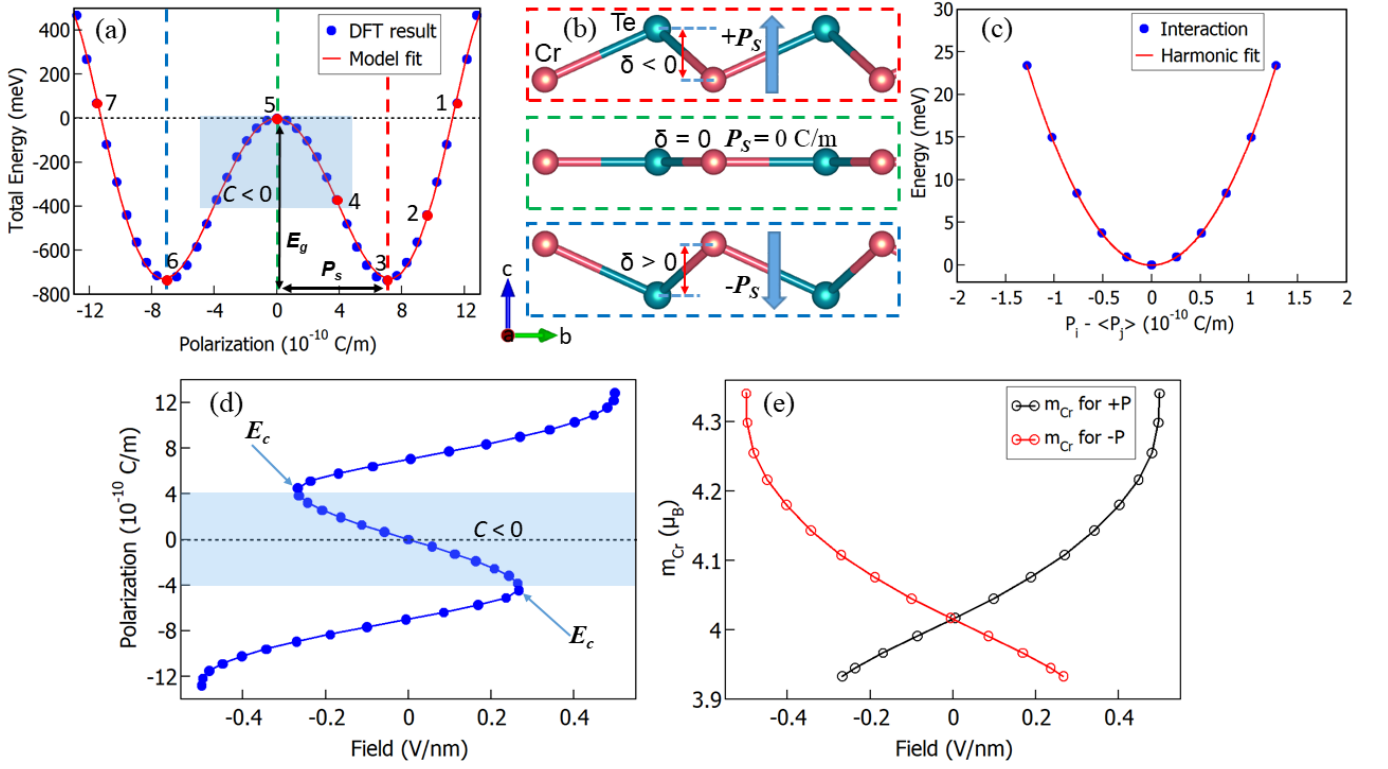 (a)
DFT result
Model fit
600
400
200
0
-200
-400
-600
-800
Total Energy (meV)
7
5
1
C < 0
4
2
E_g
P_s
6
3
-12
-8
-4
0
4
8
12
Polarization (10^-10 C/m)
(b)
Te
Cr
δ < 0
+P_S
δ = 0 P_S = 0 C/m
δ > 0
-P_S
c
b
(c)
Interaction
Harmonic fit
30
25
20
15
10
5
0
Energy (meV)
-2
-1.5
-1
-0.5
0
0.5
1
1.5
2
P_i - <P_j> (10^-10 C/m)
(d)
E_c
12
8
4
0
-4
-8
-12
Polarization (10^-10 C/m)
C < 0
E_c
-0.4
-0.2
0
0.2
0.4
Field (V/nm)
(e)
m_Cr for +P
m_Cr for -P
4.3
4.2
4.1
4
3.9
m_Cr (μ_B)
-0.4
-0.2
0
0.2
0.4
Field (V/nm)